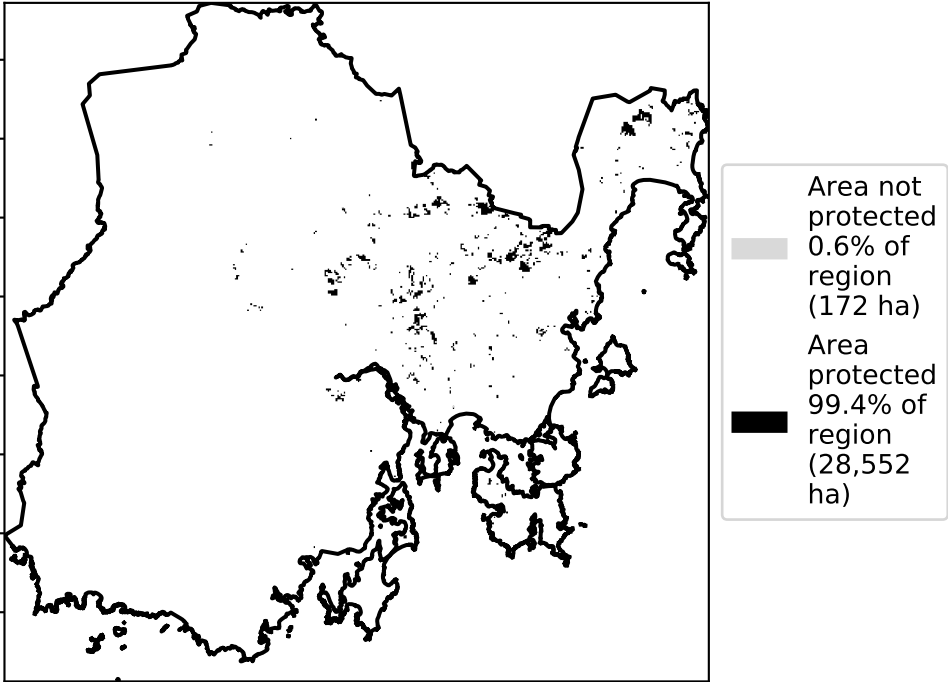 Area not
protected
0.6% of
region
(172 ha)
Area
protected
99.4% of
region
(28,552
ha)